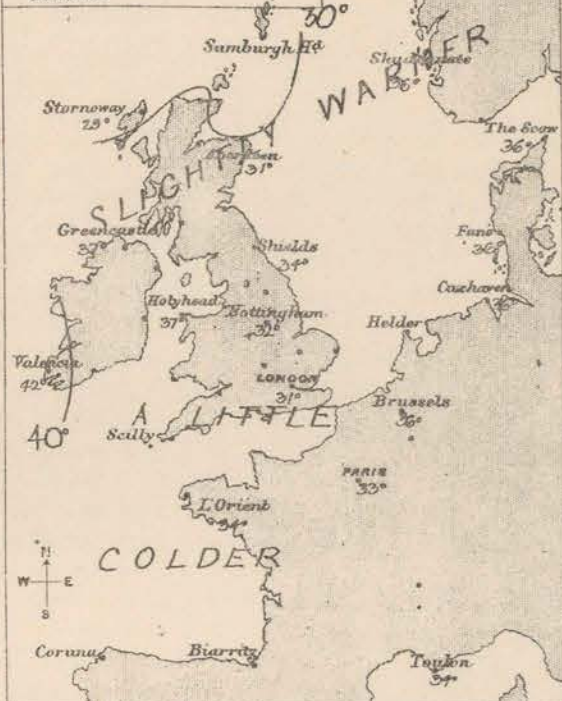 30°
Sumburgh Hd
WARMER
Stornoway
29°
The Scaw
36°
Aberdeen
31°
SLIGHTLY
Greencastle
Fano
36°
Shields
34°
Cuxhaven
Holyhead
37°
Nottingham
32°
Helder
Valencia
42°
LONDON
31°
Brussels
36°
40°
A LITTLE
Scilly
PARIS
33°
L'Orient
34°
COLDER
N
W E
S
Coruna
Biarritz
Toulon
34°